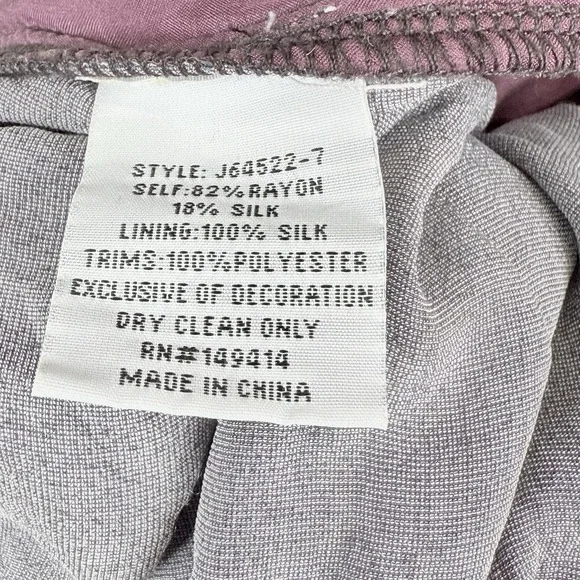 STYLE: J64522-7
SELF:82% RAYON
18% SILK
LINING:100% SILK
TRIMS:100%POLYESTER
EXCLUSIVE OF DECORATION
DRY CLEAN ONLY
RN#149414
MADE IN CHINA